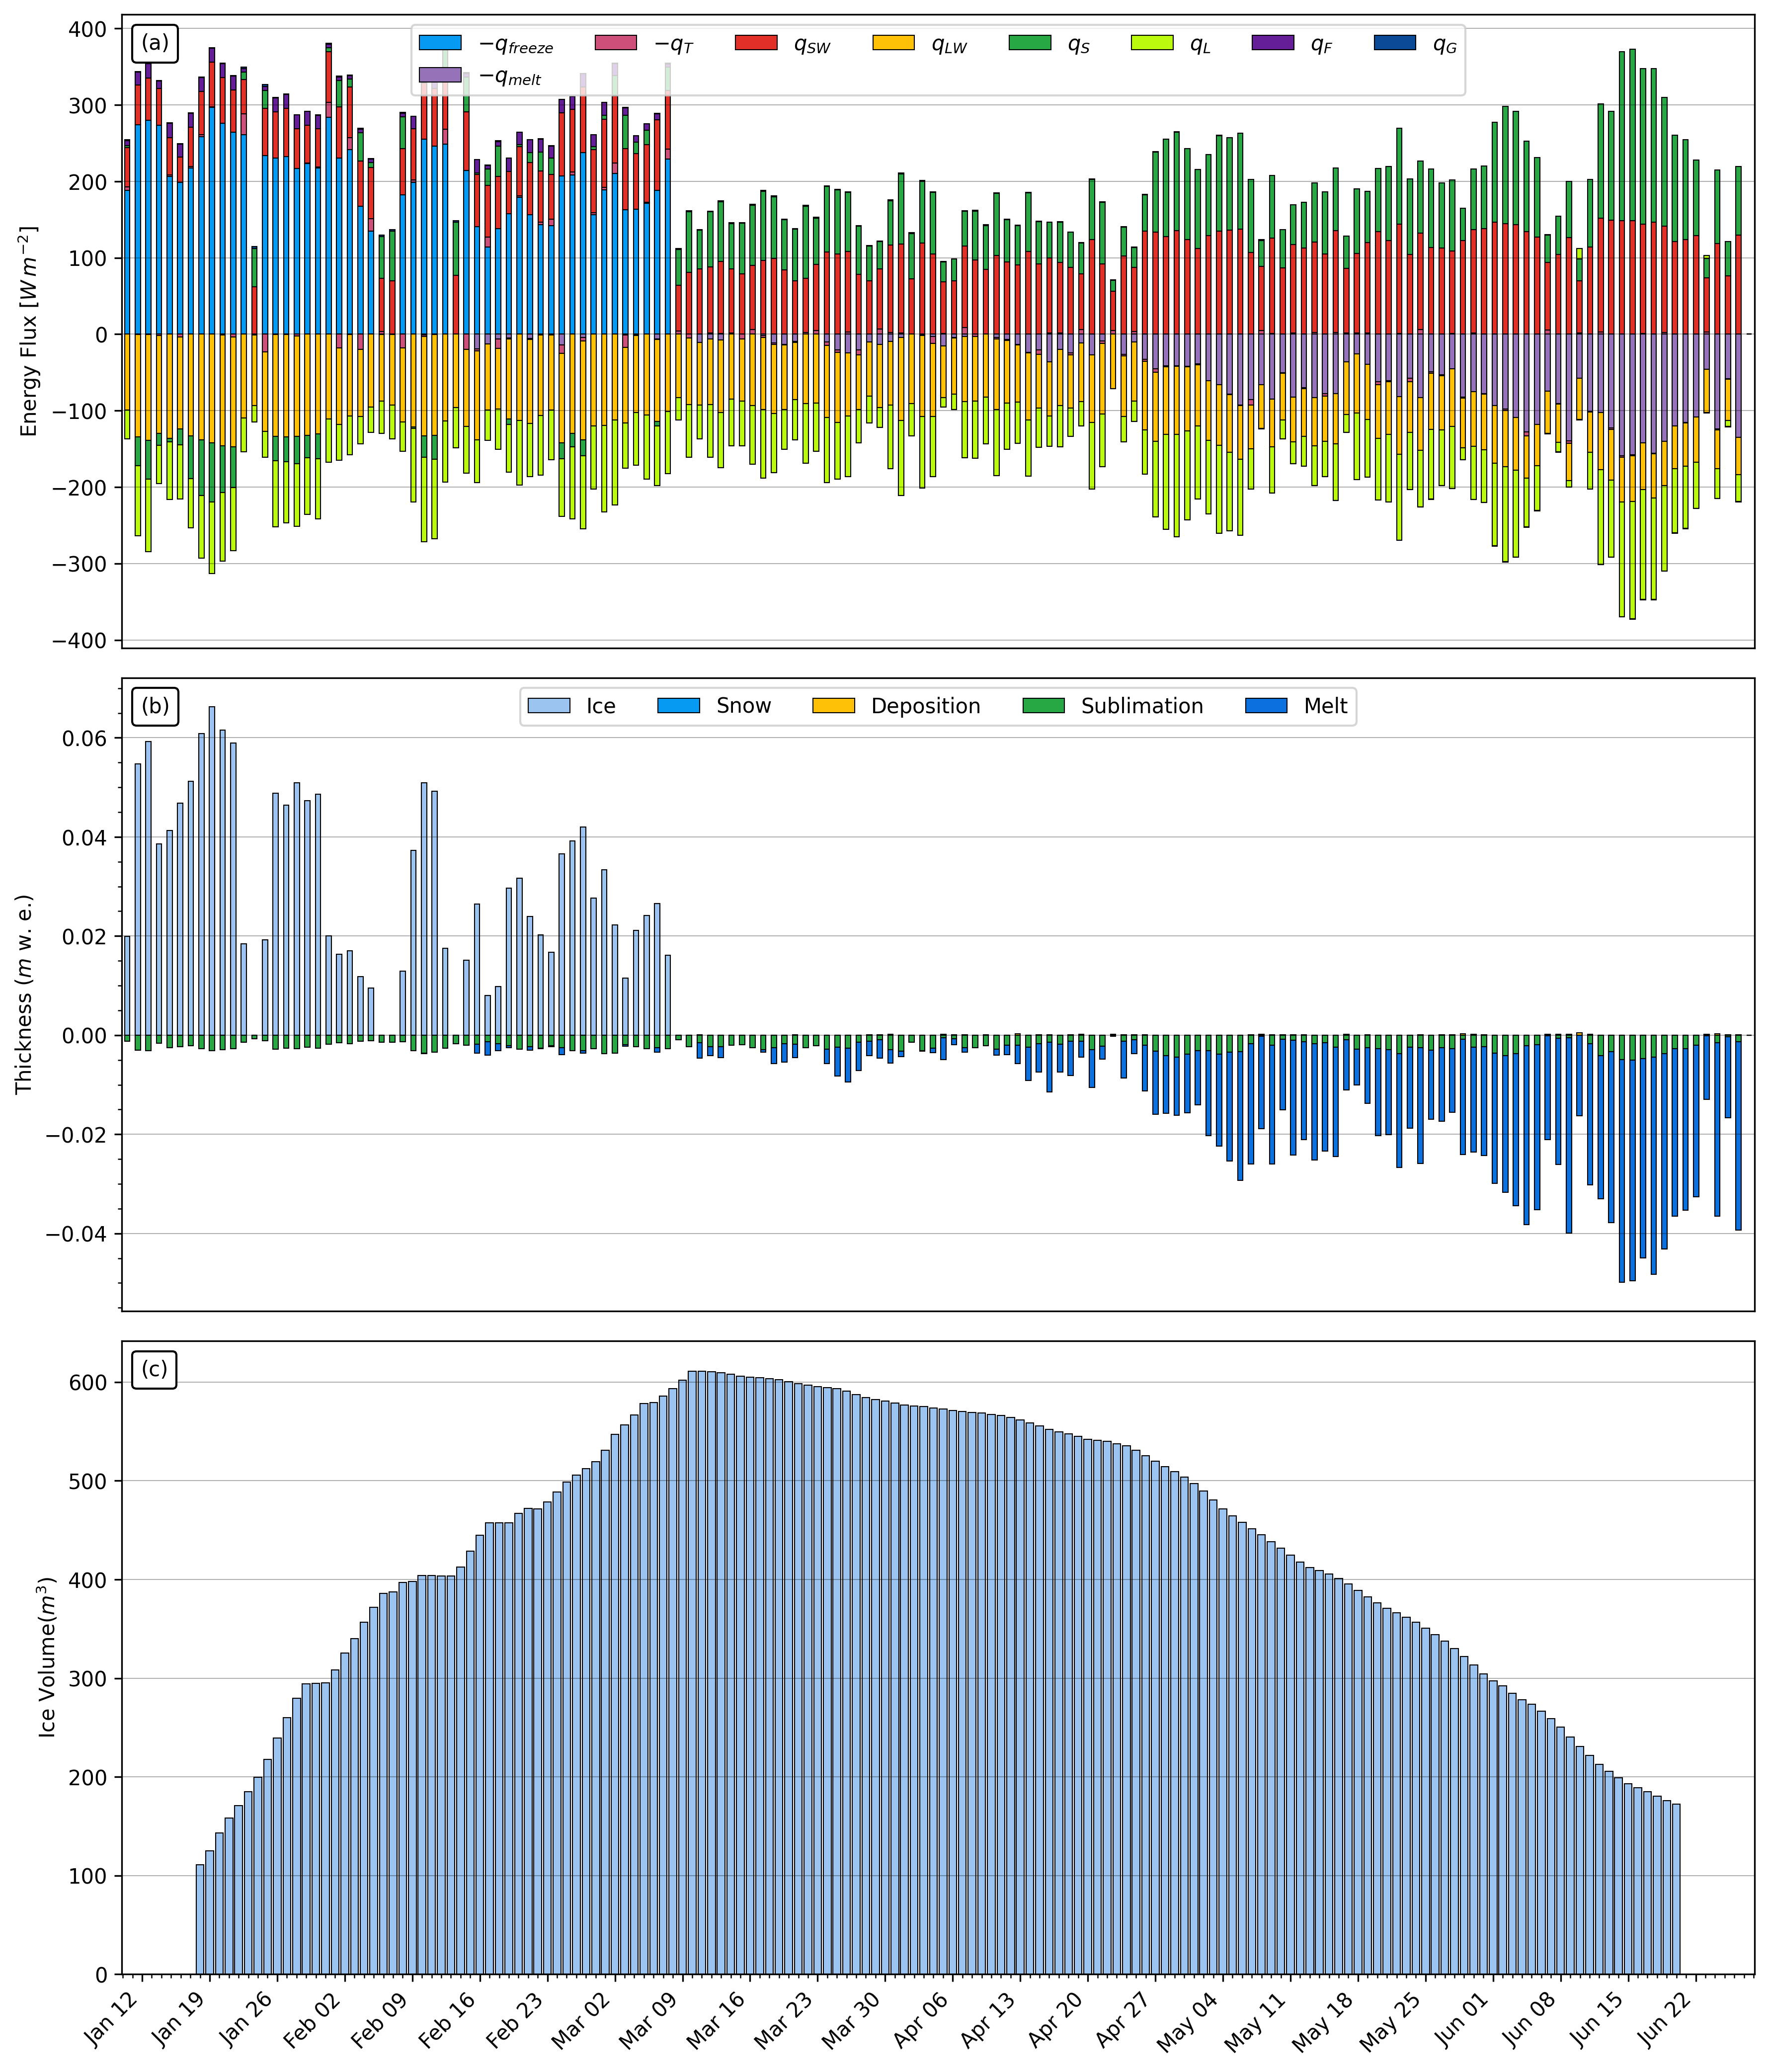 (a)
−q_freeze −q_T q_SW q_LW q_S q_L q_F q_G
−q_melt
Energy Flux [W m⁻²]
400
300
200
100
0
−100
−200
−300
−400
(b)
Ice Snow Deposition Sublimation Melt
Thickness (m w. e.)
0.06
0.04
0.02
0.00
−0.02
−0.04
(c)
Ice Volume(m³)
600
500
400
300
200
100
0
Jan 12 Jan 19 Jan 26 Feb 02 Feb 09 Feb 16 Feb 23 Mar 02 Mar 09 Mar 16 Mar 23 Mar 30 Apr 06 Apr 13 Apr 20 Apr 27 May 04 May 11 May 18 May 25 Jun 01 Jun 08 Jun 15 Jun 22